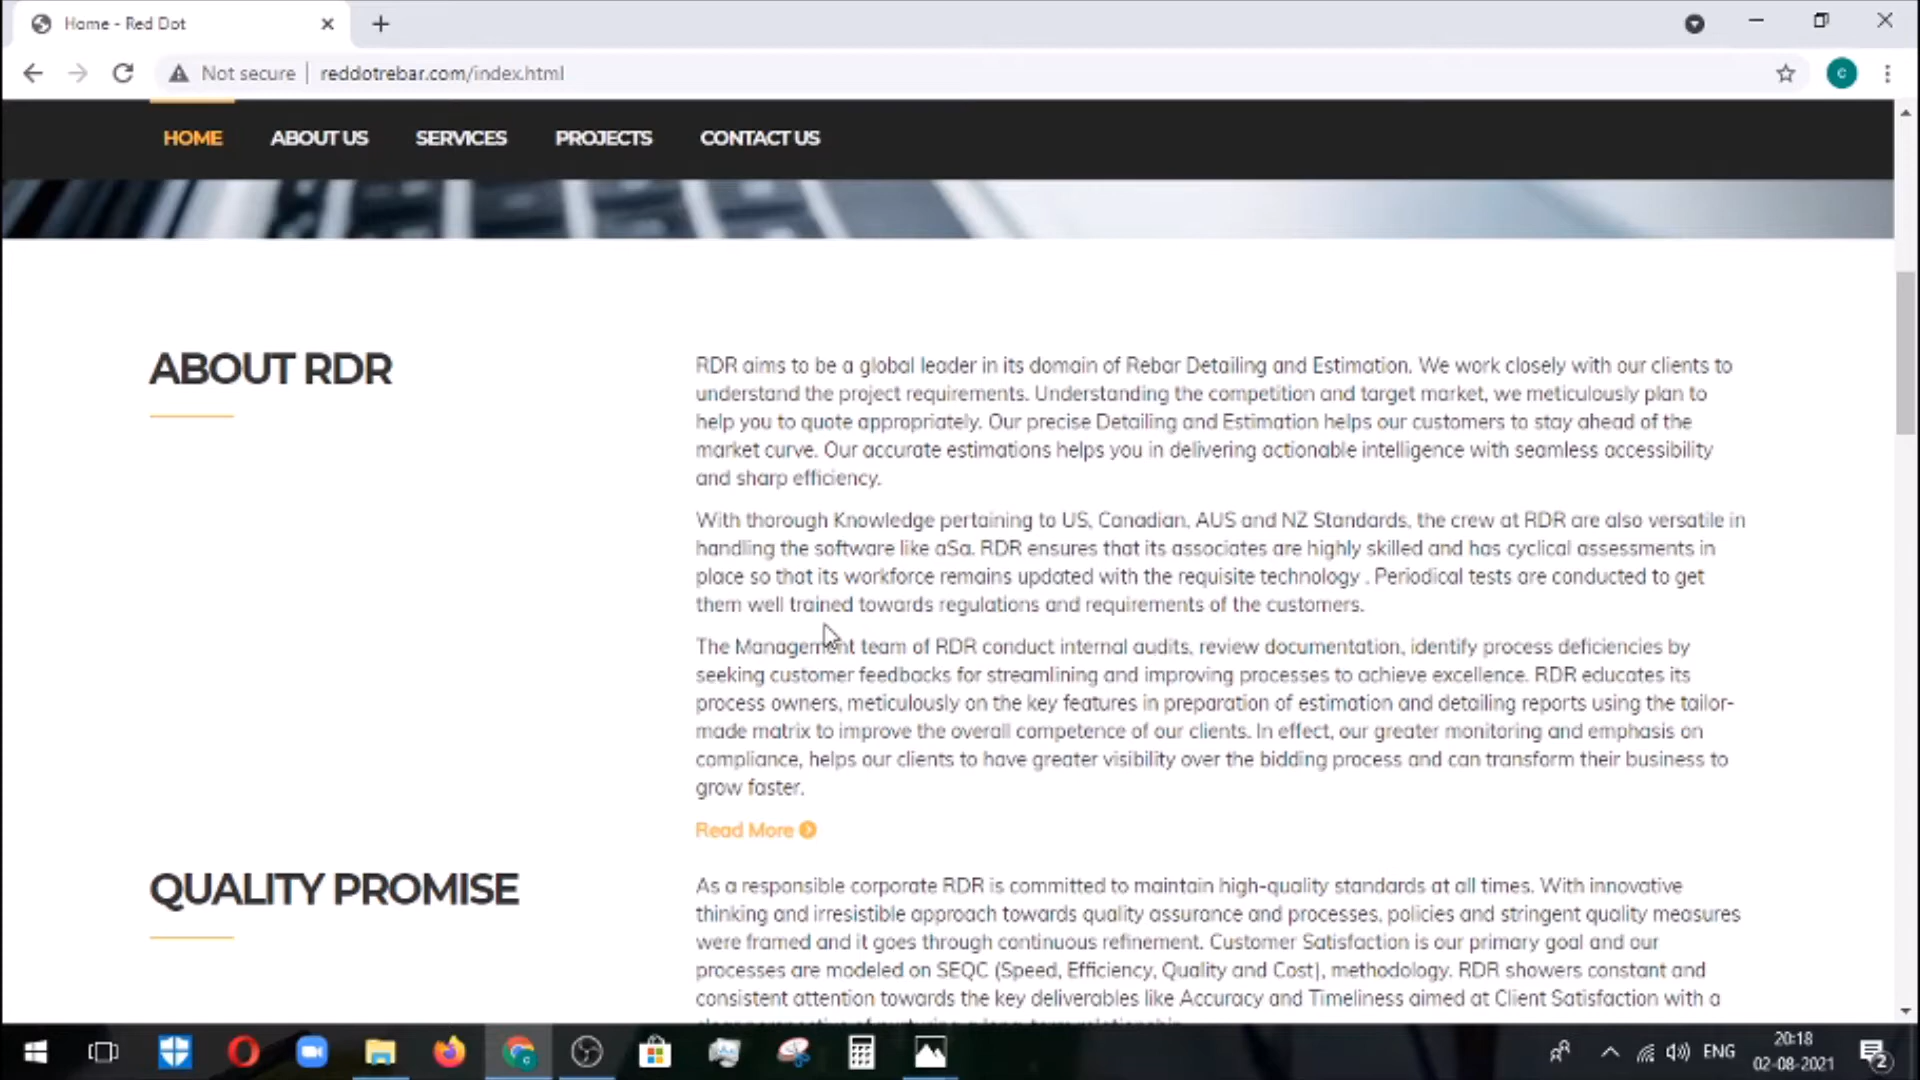 Home - Red Dot
Not secure
reddotrebar.com/index.html
C
HOME
ABOUT US
SERVICES
PROJECTS
CONTACT US
ABOUT RDR
RDR aims to be a global leader in its domain of Rebar Detailing and Estimation. We work closely with our clients to
understand the project requirements. Understanding the competition and target market, we meticulously plan to
help you to quote appropriately. Our precise Detailing and Estimation helps our customers to stay ahead of the
market curve. Our accurate estimations helps you in delivering actionable intelligence with seamless accessibility
and sharp efficiency.
With thorough Knowledge pertaining to US, Canadian, AUS and NZ Standards, the crew at RDR are also versatile in
handling the software like aSa. RDR ensures that its associates are highly skilled and has cyclical assessments in
place so that its workforce remains updated with the requisite technology . Periodical tests are conducted to get
them well trained towards regulations and requirements of the customers.
The Management team of RDR conduct internal audits, review documentation, identify process deficiencies by
seeking customer feedbacks for streamlining and improving processes to achieve excellence. RDR educates its
process owners, meticulously on the key features in preparation of estimation and detailing reports using the tailor-
made matrix to improve the overall competence of our clients. In effect, our greater monitoring and emphasis on
compliance, helps our clients to have greater visibility over the bidding process and can transform their business to
grow faster.
Read More
QUALITY PROMISE
As a responsible corporate RDR is committed to maintain high-quality standards at all times. With innovative
thinking and irresistible approach towards quality assurance and processes, policies and stringent quality measures
were framed and it goes through continuous refinement. Customer Satisfaction is our primary goal and our
processes are modeled on SEQC (Speed, Efficiency, Quality and Cost), methodology. RDR showers constant and
consistent attention towards the key deliverables like Accuracy and Timeliness aimed at Client Satisfaction with a
ENG
20:18
02-08-2021
2